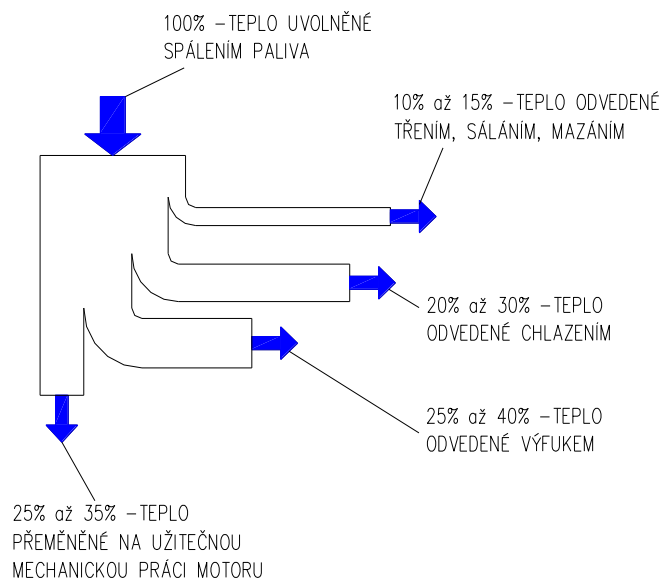 100% -TEPLO UVOLNĚNÉ
SPÁLENÍM PALIVA
10% až 15% -TEPLO ODVEDENÉ
TŘENÍM, SÁLÁNÍM, MAZÁNÍM
20% až 30% -TEPLO
ODVEDENÉ CHLAZENÍM
25% až 40% -TEPLO
ODVEDENÉ VÝFUKEM
25% až 35% -TEPLO
PŘEMĚNĚNÉ NA UŽITEČNOU
MECHANICKOU PRÁCI MOTORU